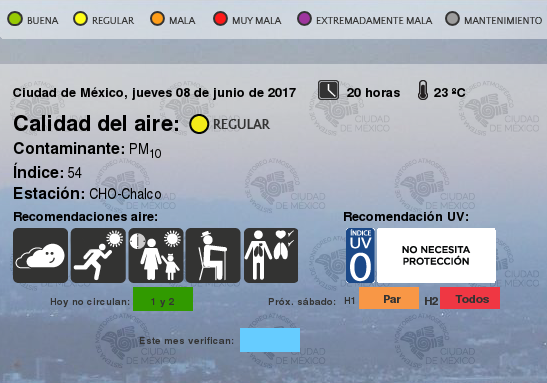 BUENA REGULAR MALA MUY MALA EXTREMADAMENTE MALA MANTENIMIENTO
Ciudad de México, jueves 08 de junio de 2017 20 horas 23 ºC
Calidad del aire: REGULAR
Contaminante: PM10
Índice: 54
Estación: CHO-Chalco
Recomendaciones aire: Recomendación UV:
ÍNDICE
UV
0
NO NECESITA
PROTECCIÓN
Hoy no circulan: 1 y 2 Próx. sábado: H1 Par H2 Todos
Este mes verifican: